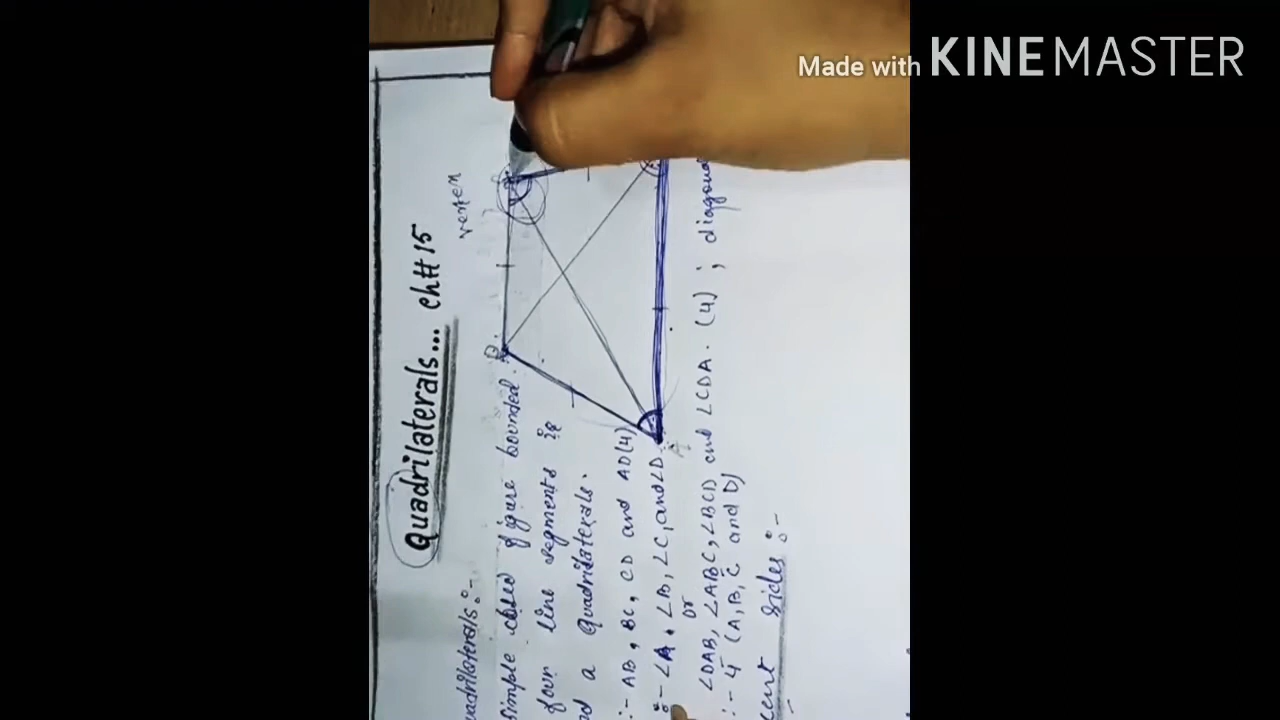 Made with KINEMASTER
Quadrilaterals... ch# 15
uadrilaterals:-
simple closed figure bounded.
four line segments is
a Quadrilaterals.
:- AB, BC, CD and AD(4)
:- ∠A, ∠B, ∠C, and ∠D.
or
∠DAB, ∠ABC, ∠BCD and ∠CDA. (4) ; diagona
:- 4 (A, B, C and D)
cent sides :-
vertex
B
A